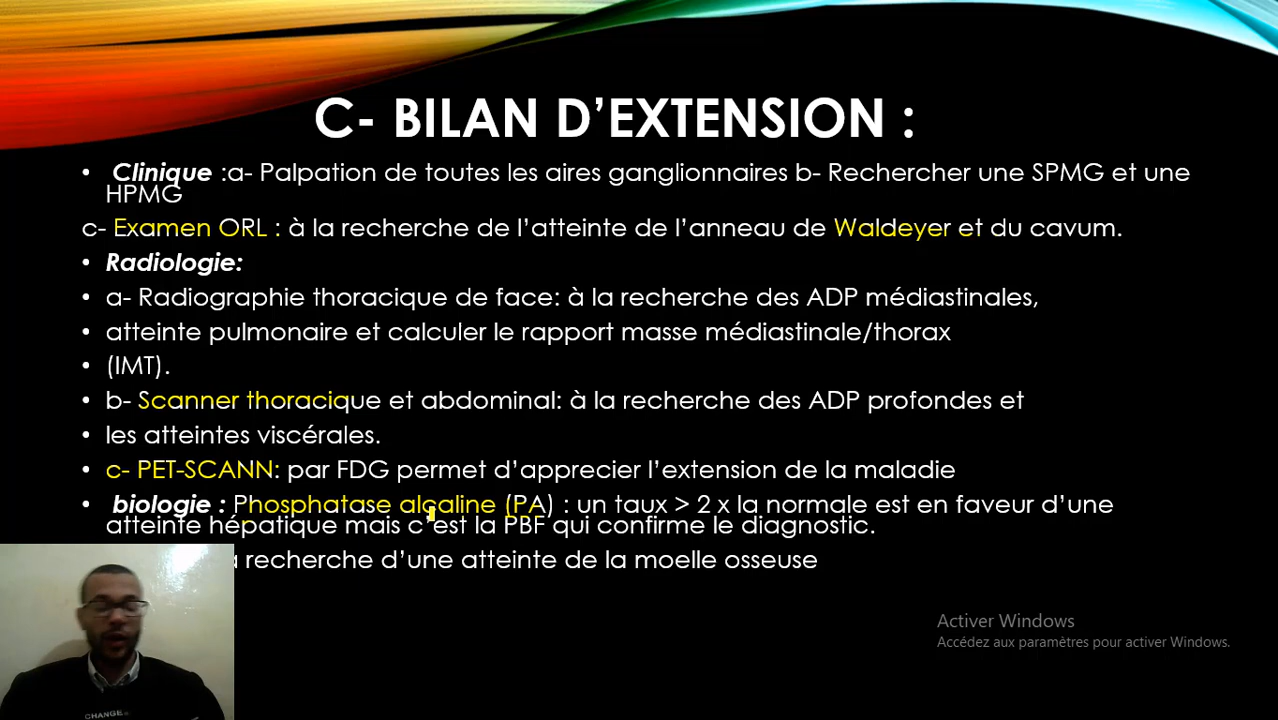 C- BILAN D'EXTENSION :
• Clinique :a- Palpation de toutes les aires ganglionnaires b- Rechercher une SPMG et une
HPMG
c- Examen ORL : à la recherche de l'atteinte de l'anneau de Waldeyer et du cavum.
• Radiologie:
• a- Radiographie thoracique de face: à la recherche des ADP médiastinales,
• atteinte pulmonaire et calculer le rapport masse médiastinale/thorax
• (IMT).
• b- Scanner thoracique et abdominal: à la recherche des ADP profondes et
• les atteintes viscérales.
• c- PET-SCANN: par FDG permet d'apprecier l'extension de la maladie
• biologie : Phosphatase alcaline (PA) : un taux > 2 x la normale est en faveur d'une
atteinte hépatique mais c'est la PBF qui confirme le diagnostic.
recherche d'une atteinte de la moelle osseuse
Activer Windows
Accédez aux paramètres pour activer Windows.
CHANGE